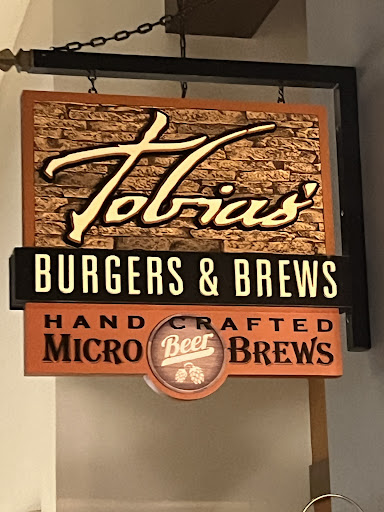 Tobias'
BURGERS & BREWS
HAND CRAFTED
MICRO Beer BREWS